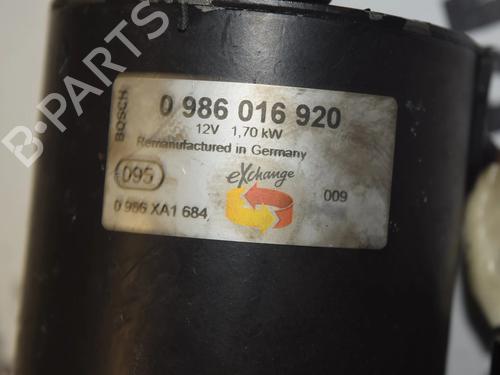 BOSCH
0 986 016 920
12V 1,70 kW
Remanufactured in Germany
095
eXchange
009
0 986 XA1 684
B-PARTS